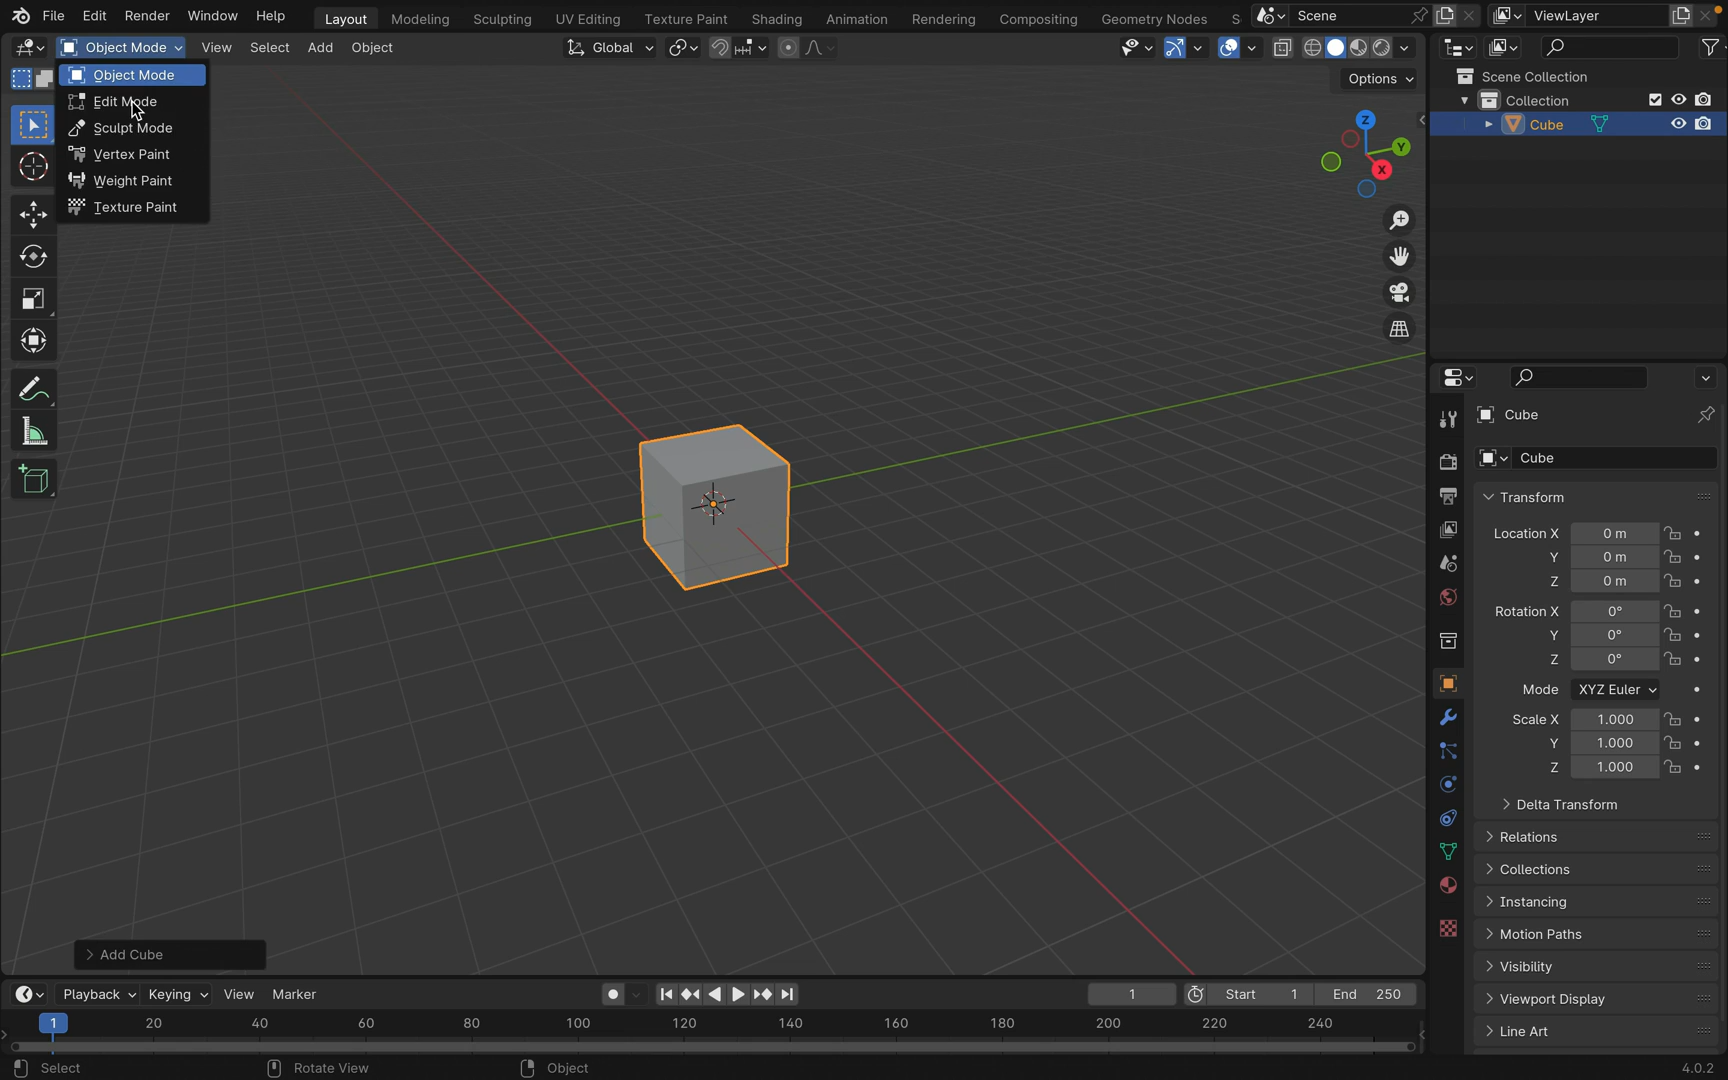 File Edit Render Window Help Layout Modeling Sculpting UV Editing Texture Paint Shading Animation Rendering Compositing Geometry Nodes S Scene ViewLayer
Object Mode View Select Add Object Global
Options
Object Mode
Edit Mode
Sculpt Mode
Vertex Paint
Weight Paint
Texture Paint
Z
Y
X
Scene Collection
Collection
Cube
Cube
Cube
Transform
Location X 0 m
Y 0 m
Z 0 m
Rotation X 0°
Y 0°
Z 0°
Mode XYZ Euler
Scale X 1.000
Y 1.000
Z 1.000
Delta Transform
Relations
Collections
Instancing
Motion Paths
Visibility
Viewport Display
Line Art
Add Cube
Playback Keying View Marker 1 Start 1 End 250
1 20 40 60 80 100 120 140 160 180 200 220 240
Select Rotate View Object 4.0.2